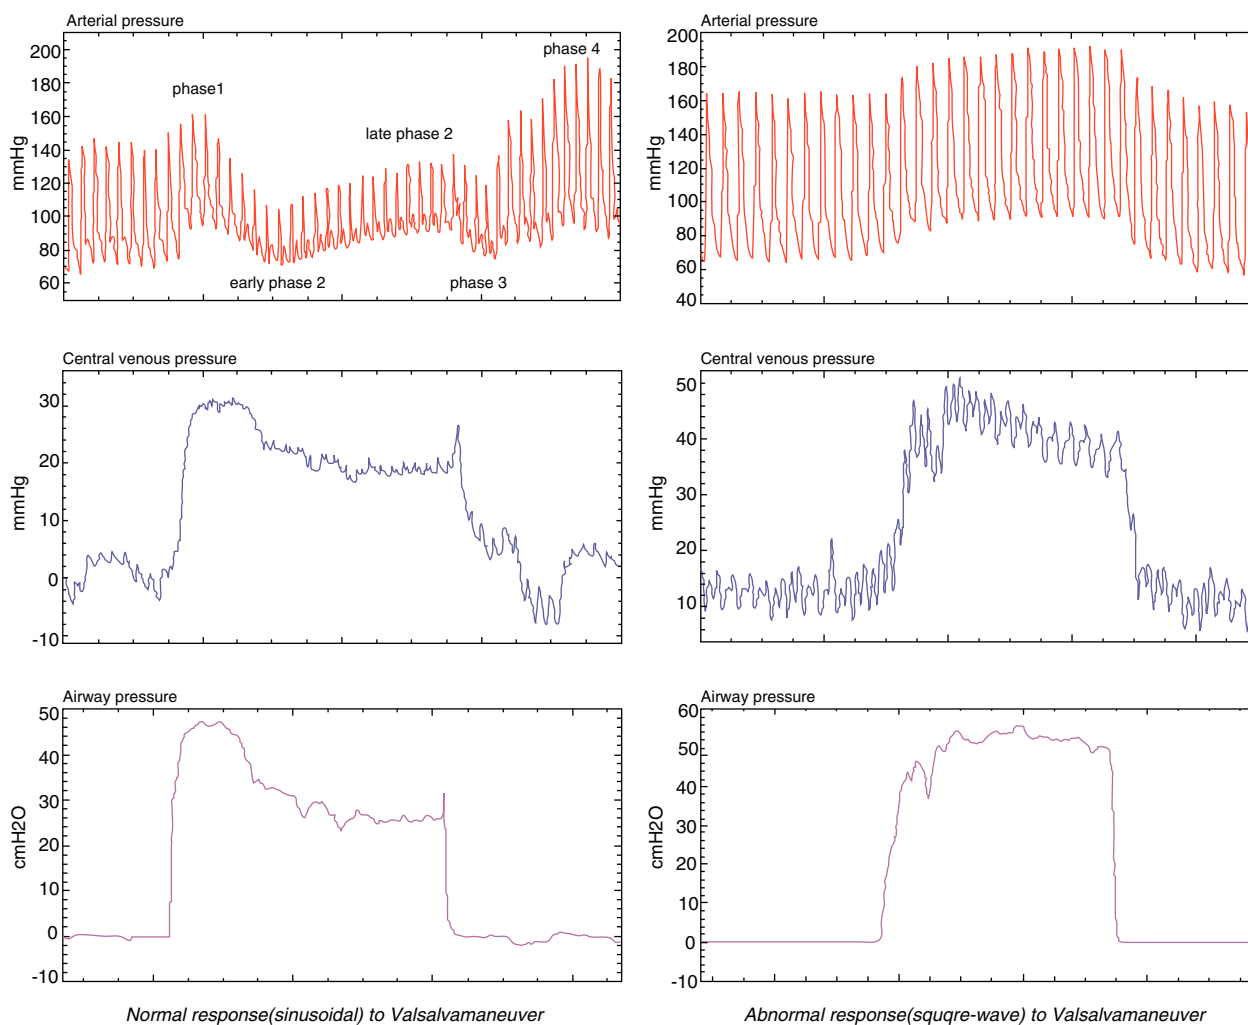 Arterial pressure
mmHg
200
180
160
140
120
100
80
60
phase1
early phase 2
late phase 2
phase 3
phase 4
Arterial pressure
mmHg
200
180
160
140
120
100
80
60
40
Central venous pressure
mmHg
30
20
10
0
-10
Central venous pressure
mmHg
50
40
30
20
10
Airway pressure
cmH2O
50
40
30
20
10
0
-10
Airway pressure
cmH2O
60
50
40
30
20
10
0
-10
Normal response(sinusoidal) to Valsalvamaneuver
Abnormal response(squqre-wave) to Valsalvamaneuver